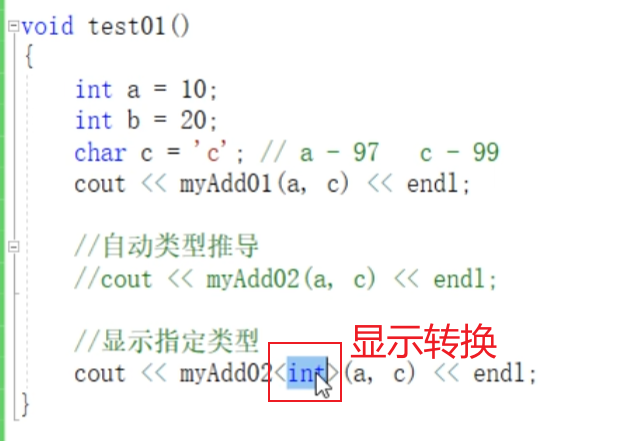 void test01()
{
int a = 10;
int b = 20;
char c = 'c'; // a - 97 c - 99
cout << myAdd01(a, c) << endl;
//自动类型推导
//cout << myAdd02(a, c) << endl;
//显示指定类型
显示转换
cout << myAdd02<int>(a, c) << endl;
}